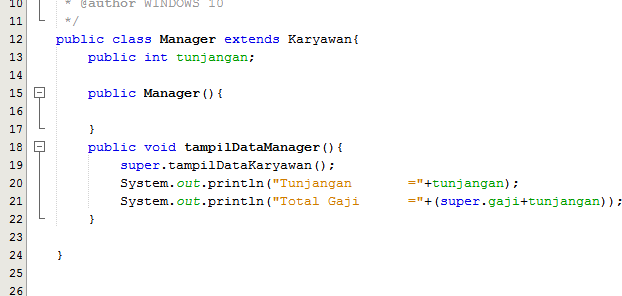 10 * @author WINDOWS 10
11 */
12 public class Manager extends Karyawan{
13 public int tunjangan;
14
15 public Manager(){
16
17 }
18 public void tampilDataManager(){
19 super.tampilDataKaryawan();
20 System.out.println("Tunjangan       ="+tunjangan);
21 System.out.println("Total Gaji      ="+(super.gaji+tunjangan));
22 }
23
24 }
25
26